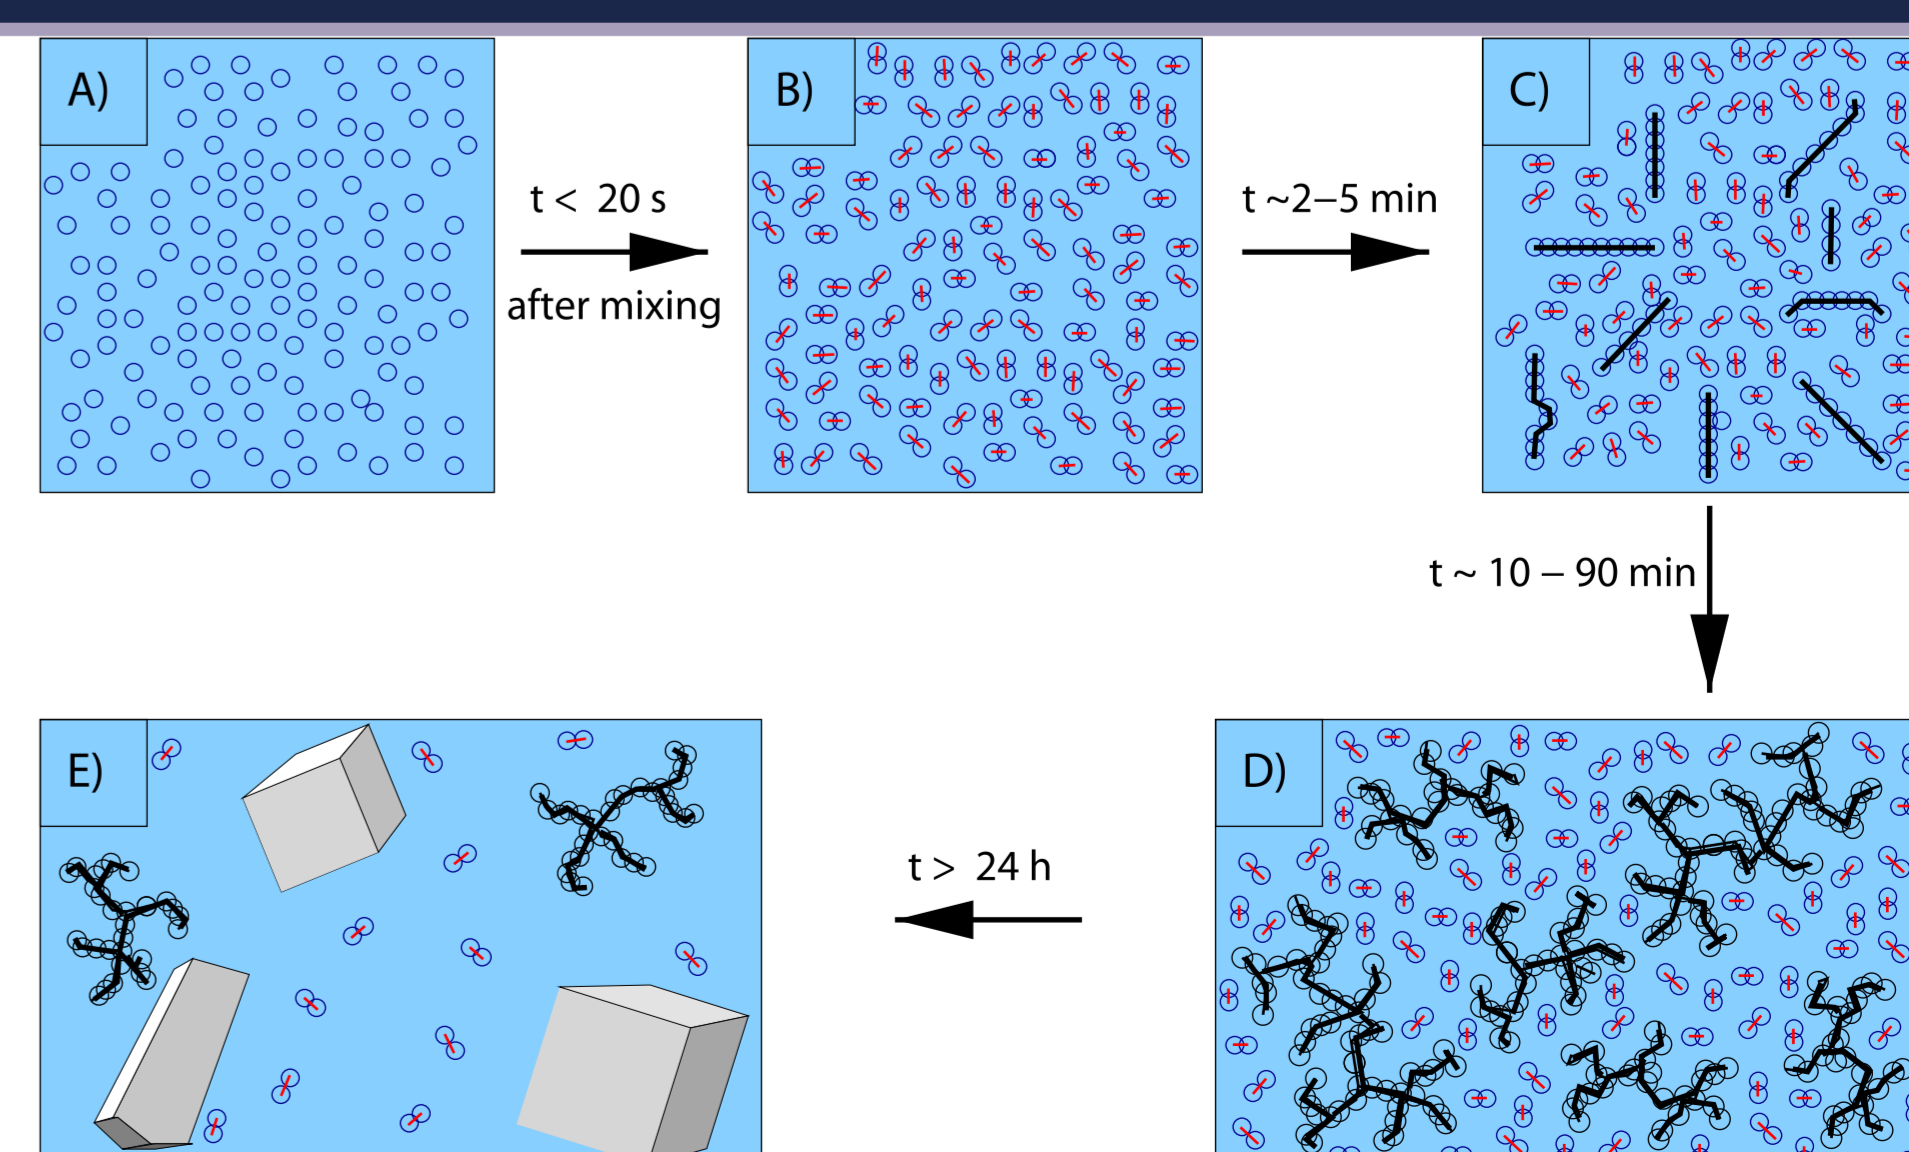 A)
t < 20 s
after mixing
B)
t ~2–5 min
C)
t ~ 10 – 90 min
D)
t > 24 h
E)